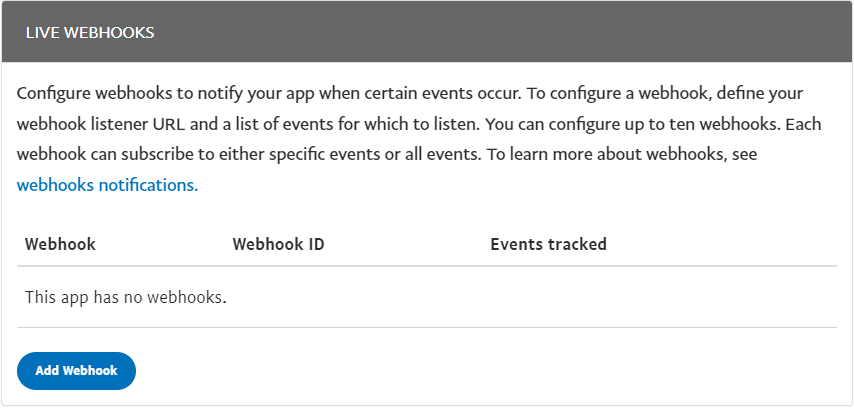 LIVE WEBHOOKS
Configure webhooks to notify your app when certain events occur. To configure a webhook, define your
webhook listener URL and a list of events for which to listen. You can configure up to ten webhooks. Each
webhook can subscribe to either specific events or all events. To learn more about webhooks, see
webhooks notifications.
Webhook Webhook ID Events tracked
This app has no webhooks.
Add Webhook